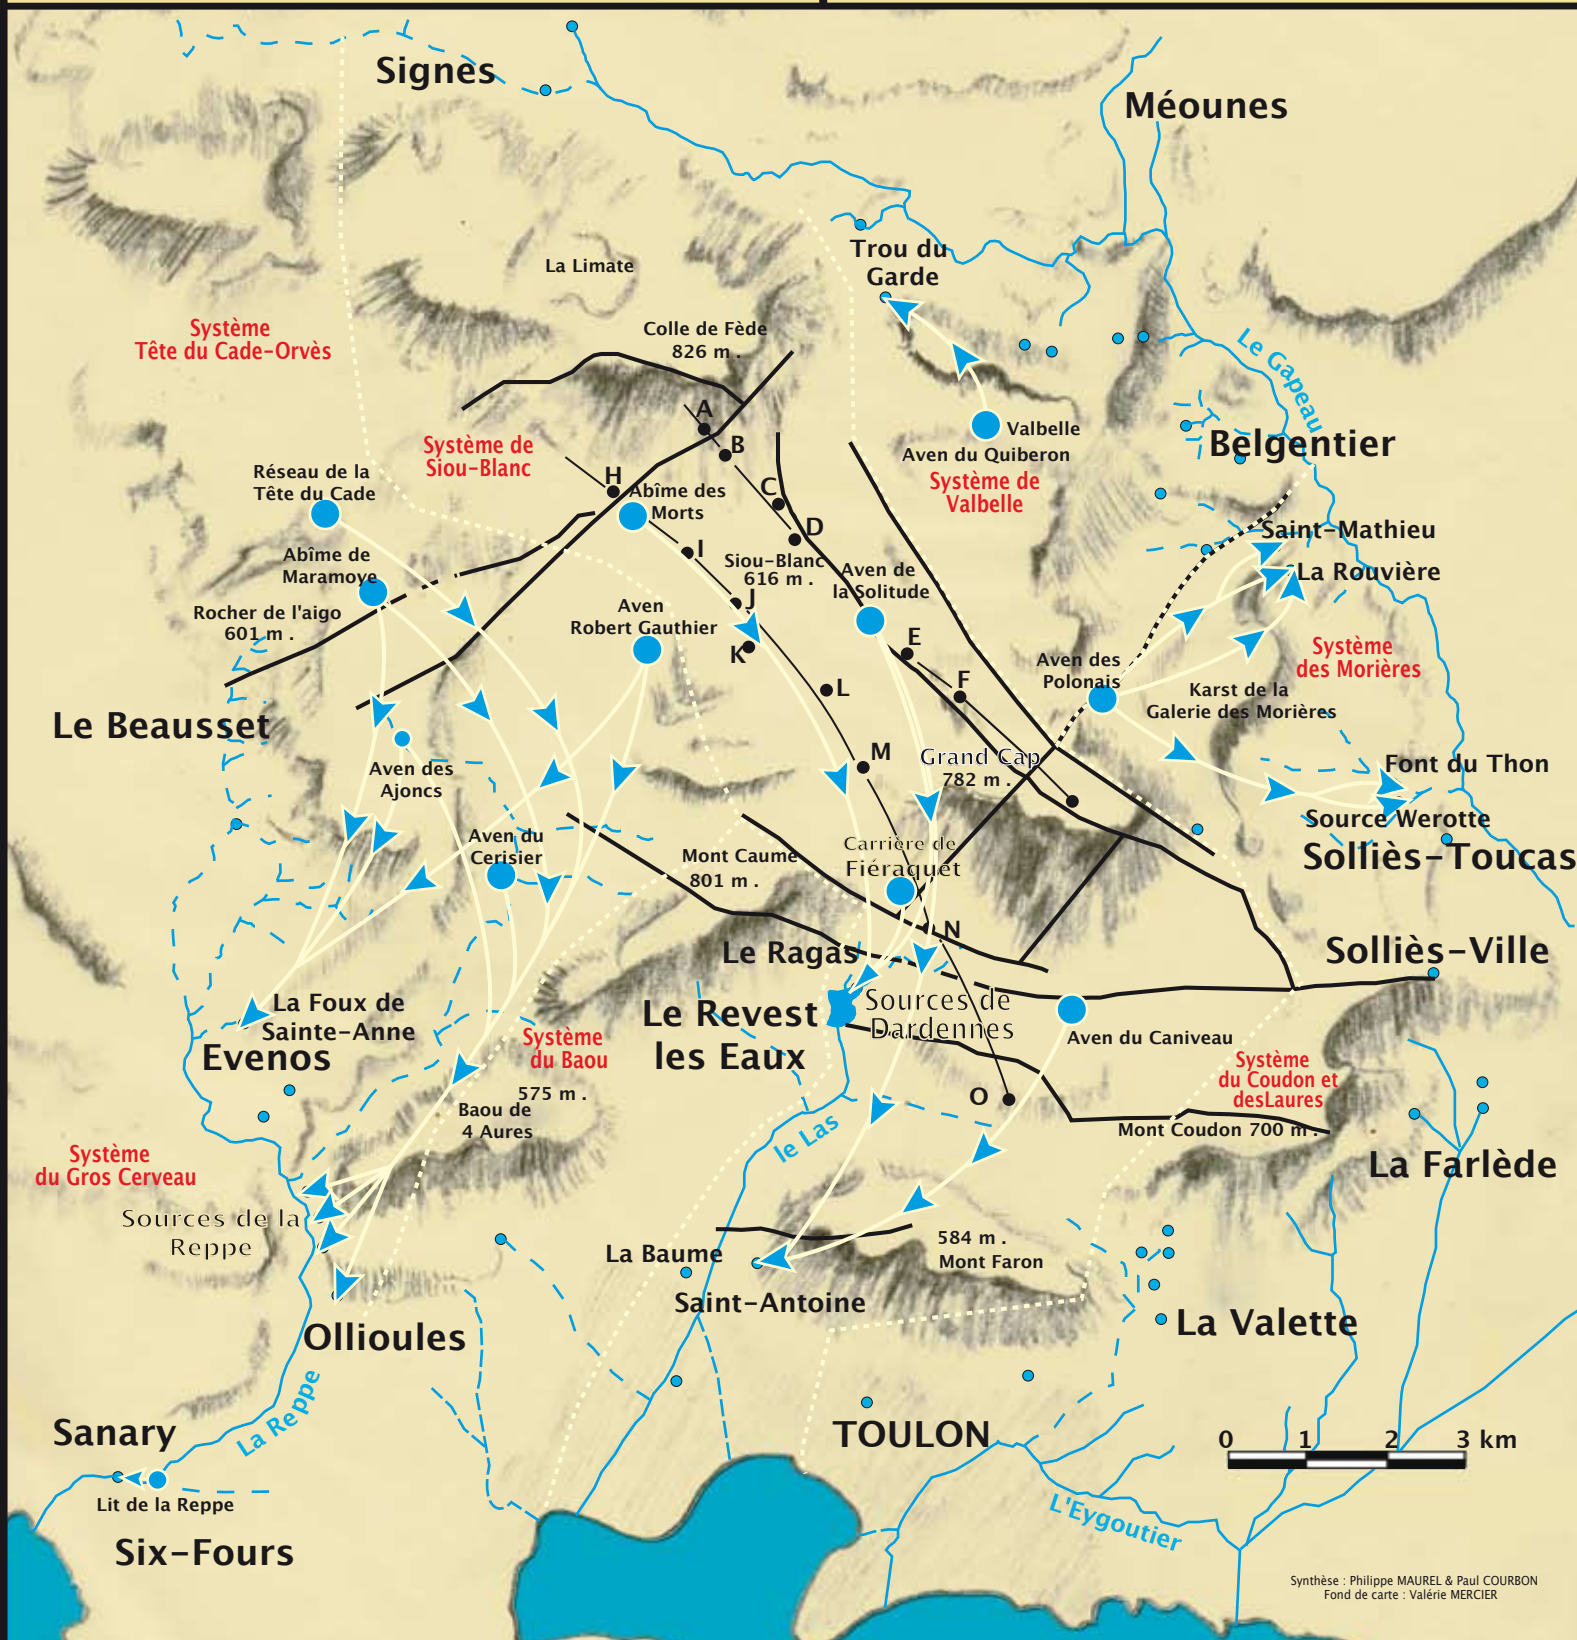 Signes
Méounes
Trou du
Garde
La Limate
Système
Tête du Cade-Orvès
Colle de Fède
826 m .
Le Gapeau
A
B
Valbelle
Aven du Quiberon
Système de
Valbelle
Belgentier
Système de
Siou-Blanc
Réseau de la
Tête du Cade
H
Abîme des
Morts
C
D
I
Siou-Blanc
616 m .
Saint-Mathieu
La Rouvière
Abîme de
Maramoye
Aven de
la Solitude
Rocher de l'aigo
601 m .
Aven
Robert Gauthier
J
K
E
F
L
Aven des
Polonais
Système
des Morières
Karst de la
Galerie des Morières
Le Beausset
M
Grand Cap
782 m .
Font du Thon
Aven des
Ajoncs
Source Werotte
Solliès-Toucas
Aven du
Cerisier
Mont Caume
801 m .
Carrière de
Fiéraquet
N
Le Ragas
Solliès-Ville
La Foux de
Sainte-Anne
Evenos
Le Revest
les Eaux
Sources de
Dardennes
Aven du Caniveau
Système
du Baou
575 m .
Baou de
4 Aures
Système
du Coudon et
desLaures
O
Mont Coudon 700 m .
le Las
La Farlède
Système
du Gros Cerveau
Sources de la
Reppe
La Baume
584 m .
Mont Faron
Saint-Antoine
La Valette
Ollioules
La Reppe
Sanary
TOULON
0 1 2 3 km
Lit de la Reppe
L'Eygoutier
Six-Fours
Synthèse : Philippe MAUREL & Paul COURBON
Fond de carte : Valérie MERCIER